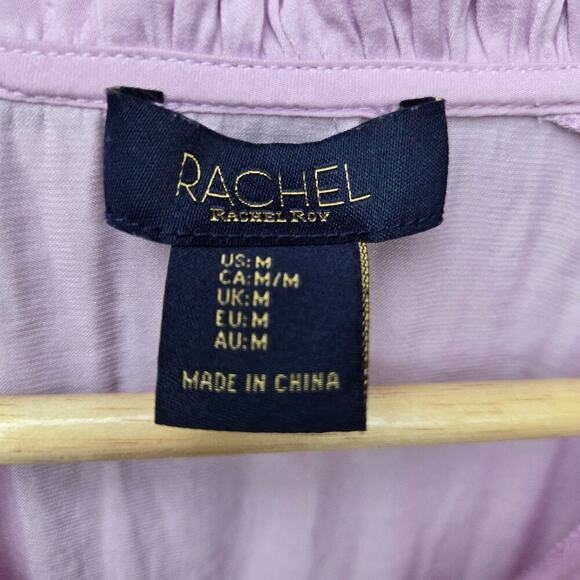 RACHEL
RACHEL ROY
US: M
CA: M/M
UK: M
EU: M
AU: M
MADE IN CHINA